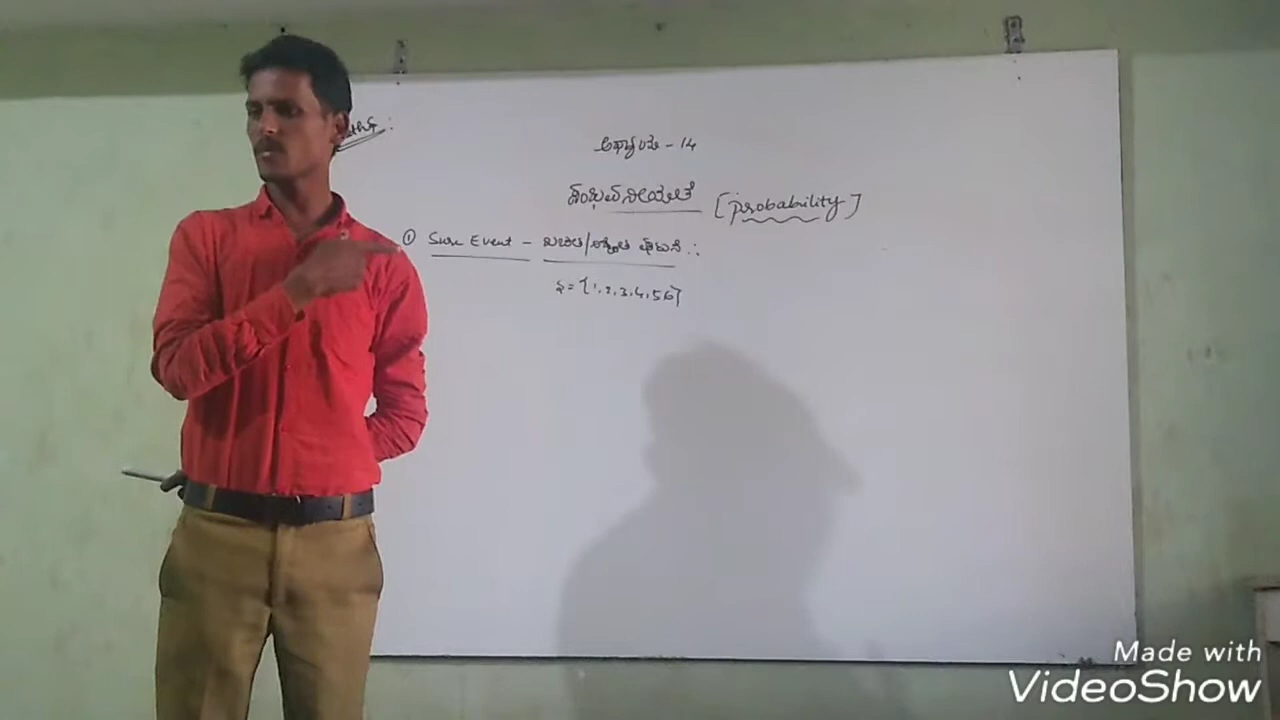 ಅಧ್ಯಾಯ - 14
ಸಂಭವನೀಯತೆ [probability]
① Sure Event - ಖಚಿತ/ ಘಟನೆ :
S = {1,2,3,4,5,6}
Made with
VideoShow